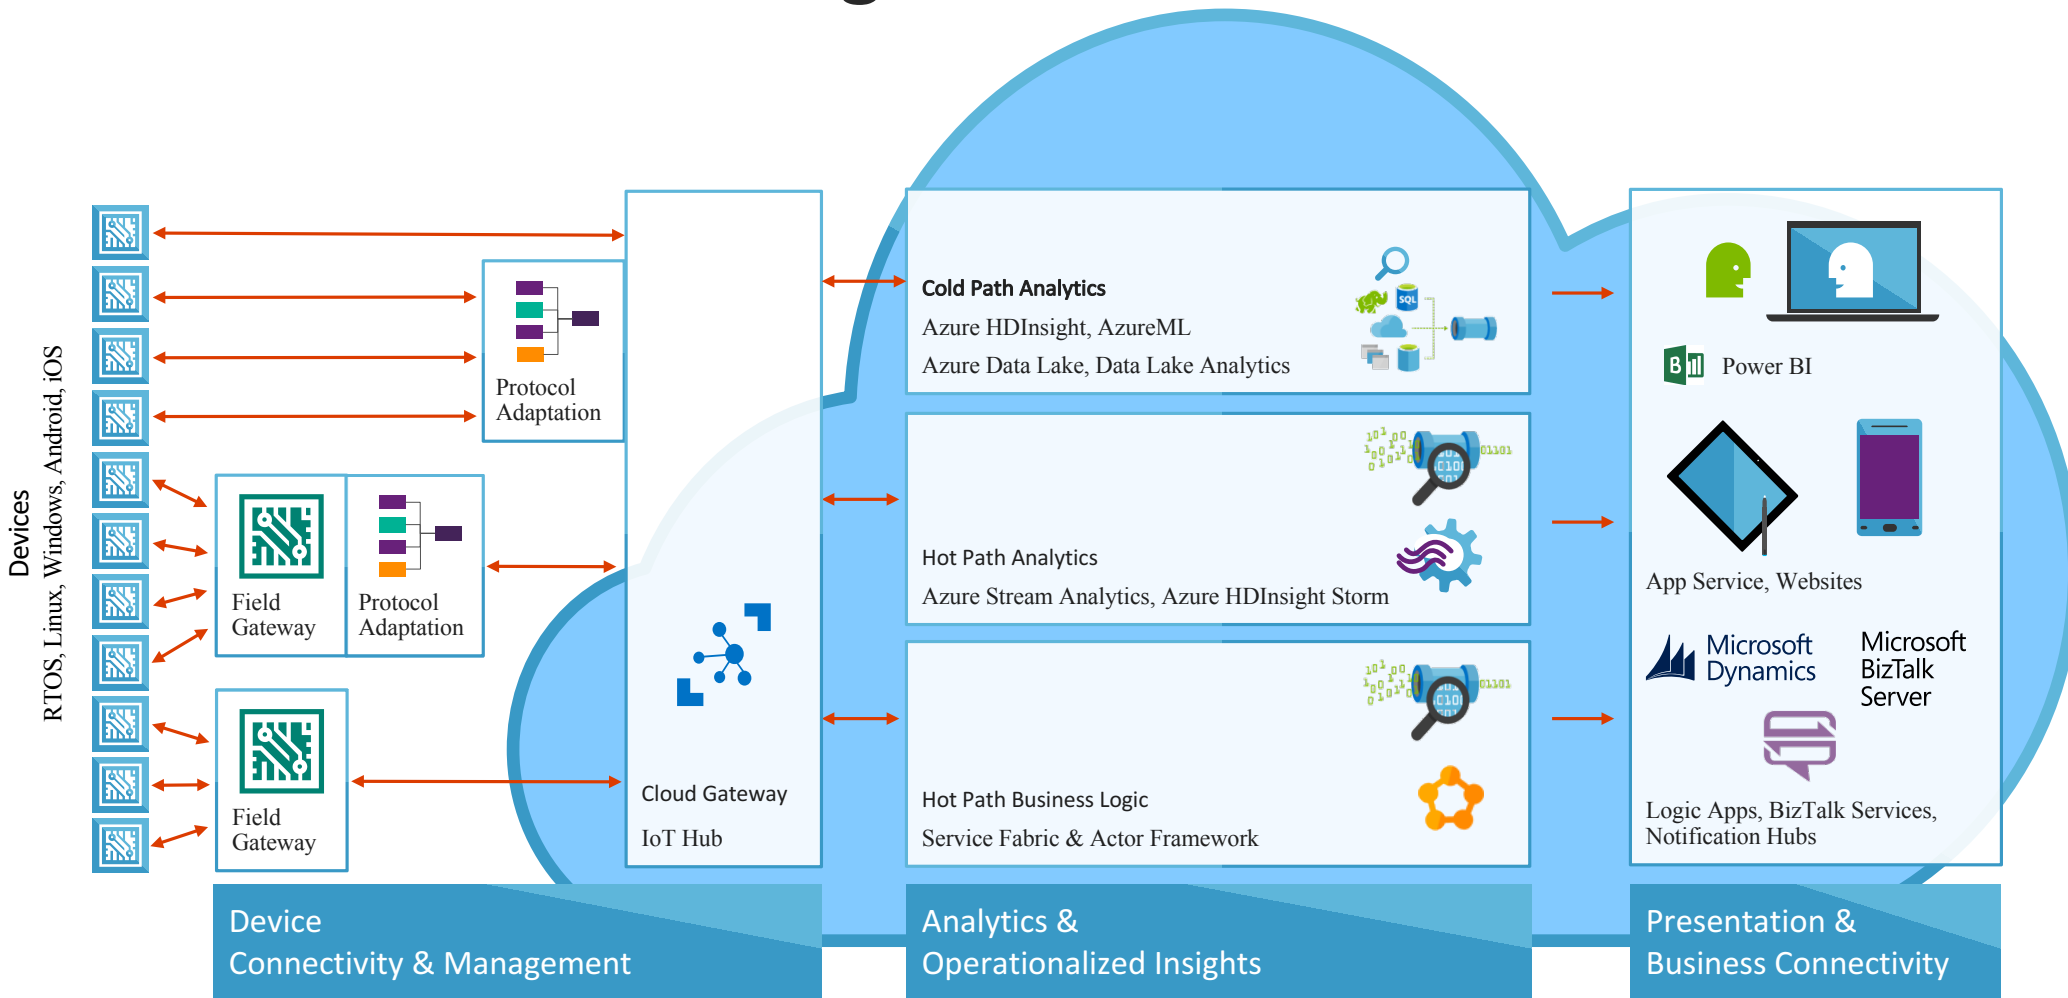 Devices
RTOS, Linux, Windows, Android, iOS
Protocol
Adaptation
Field
Gateway
Protocol
Adaptation
Field
Gateway
Cloud Gateway
IoT Hub
Device
Connectivity & Management
Cold Path Analytics
Azure HDInsight, AzureML
Azure Data Lake, Data Lake Analytics
SQL
Hot Path Analytics
Azure Stream Analytics, Azure HDInsight Storm
01101
Hot Path Business Logic
Service Fabric & Actor Framework
01101
Analytics &
Operationalized Insights
Power BI
App Service, Websites
Microsoft
Dynamics
Microsoft
BizTalk
Server
Logic Apps, BizTalk Services,
Notification Hubs
Presentation &
Business Connectivity